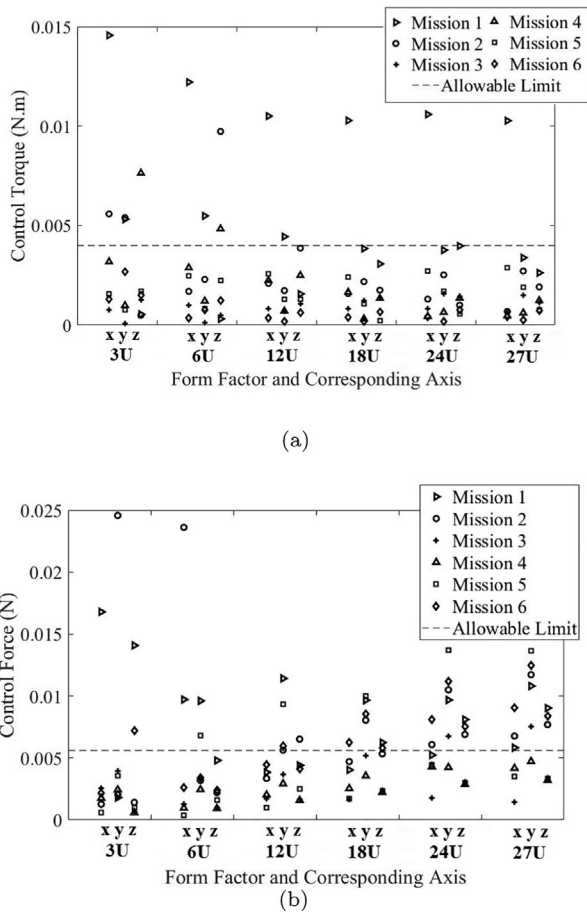 0.015
0.01
0.005
0
Control Torque (N.m)
Mission 1 Mission 4
Mission 2 Mission 5
Mission 3 Mission 6
Allowable Limit
x y z x y z x y z x y z x y z x y z
3U 6U 12U 18U 24U 27U
Form Factor and Corresponding Axis
(a)
0.025
0.02
0.015
0.01
0.005
0
Control Force (N)
Mission 1
Mission 2
Mission 3
Mission 4
Mission 5
Mission 6
Allowable Limit
x y z x y z x y z x y z x y z x y z
3U 6U 12U 18U 24U 27U
Form Factor and Corresponding Axis
(b)